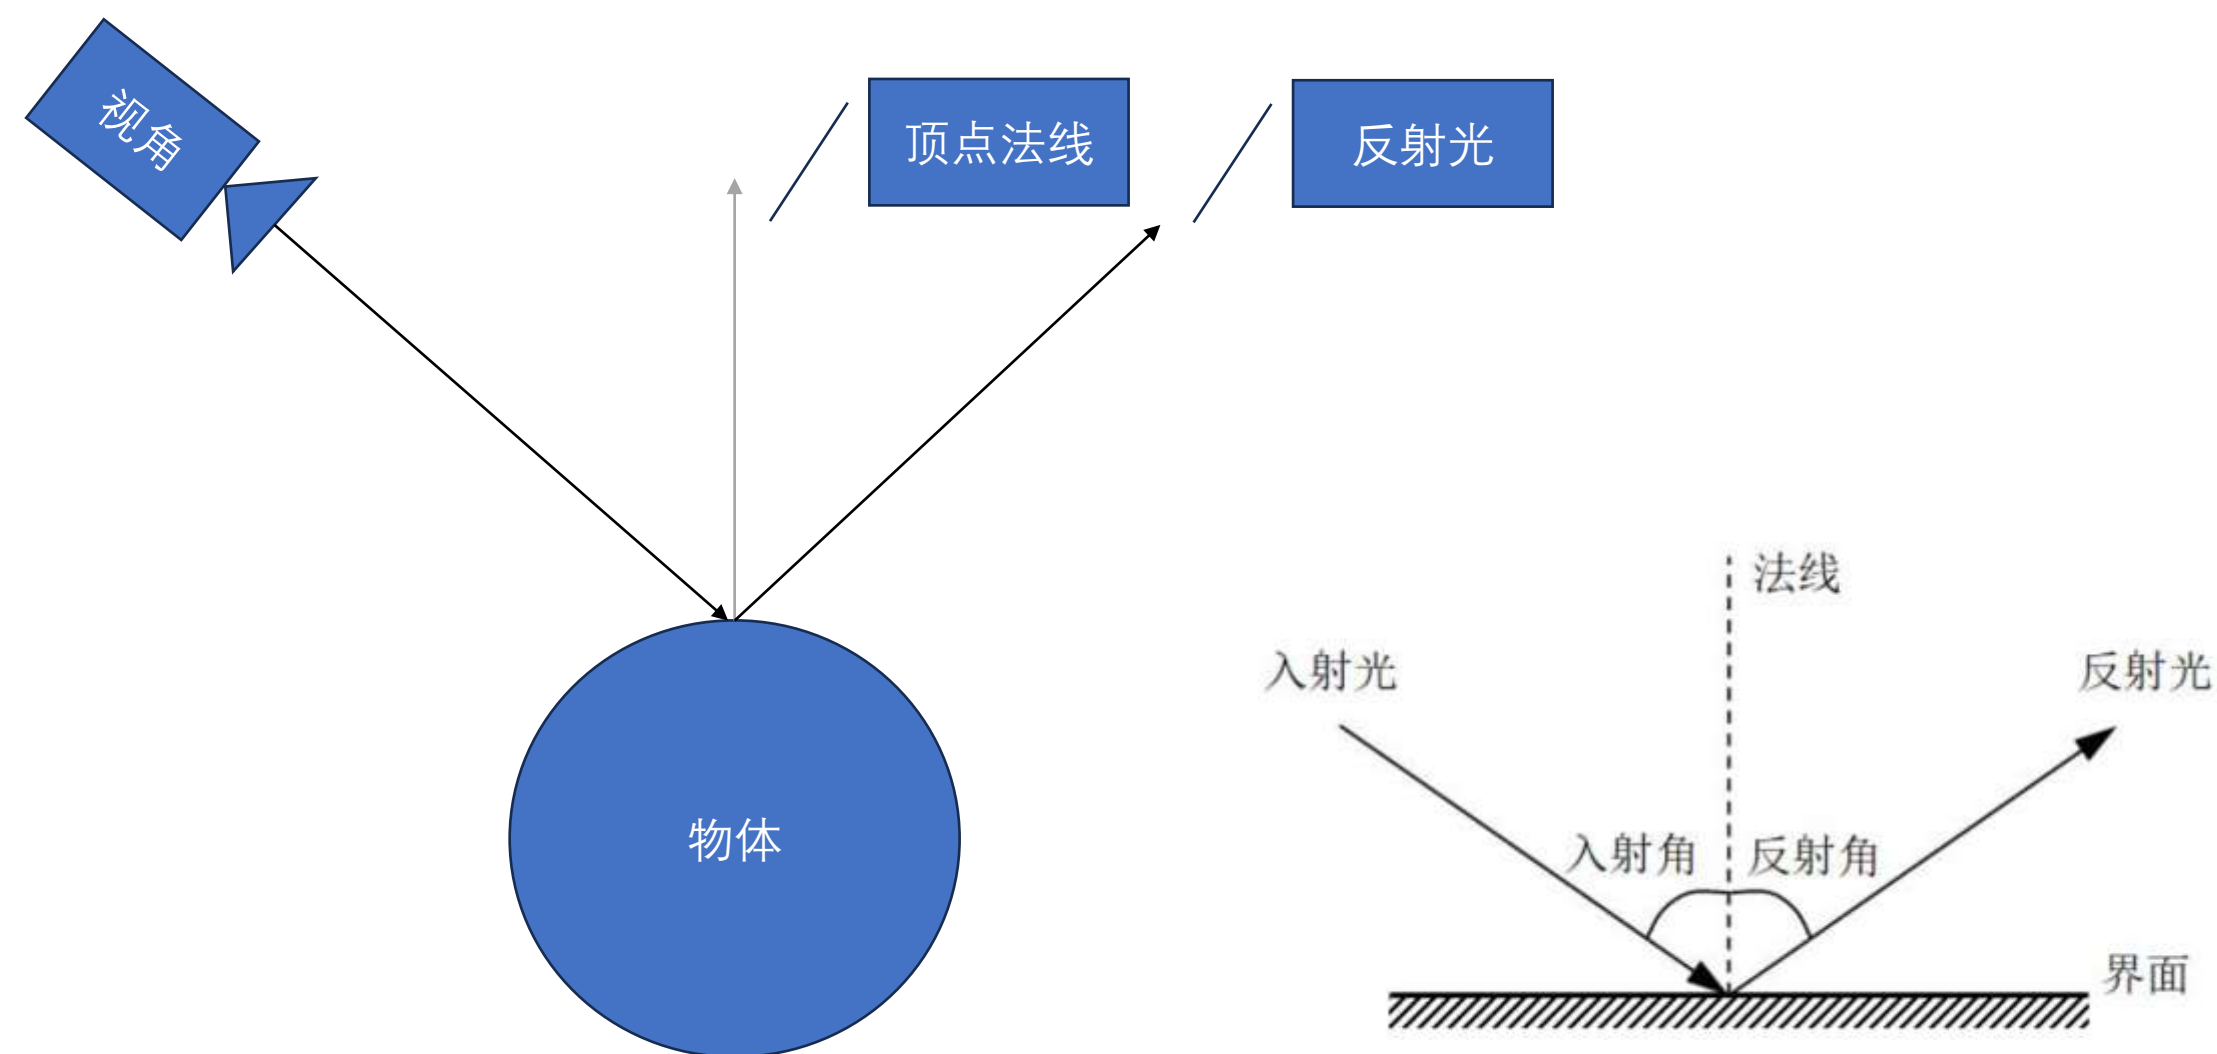 视角
顶点法线
反射光
物体
法线
入射光
反射光
入射角
反射角
界面